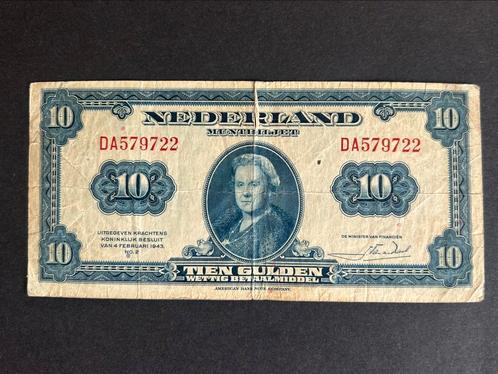 10 NEDERLAND 10
MUNTBILJET
DA579722 DA579722
10 10
UITGEGEVEN KRACHTENS
KONINKLIJK BESLUIT
VAN 4 FEBRUARI 1943,
NO. 2
DE MINISTER VAN FINANCIËN
10 TIEN GULDEN 10
WETTIG BETAALMIDDEL
AMERICAN BANK NOTE COMPANY.